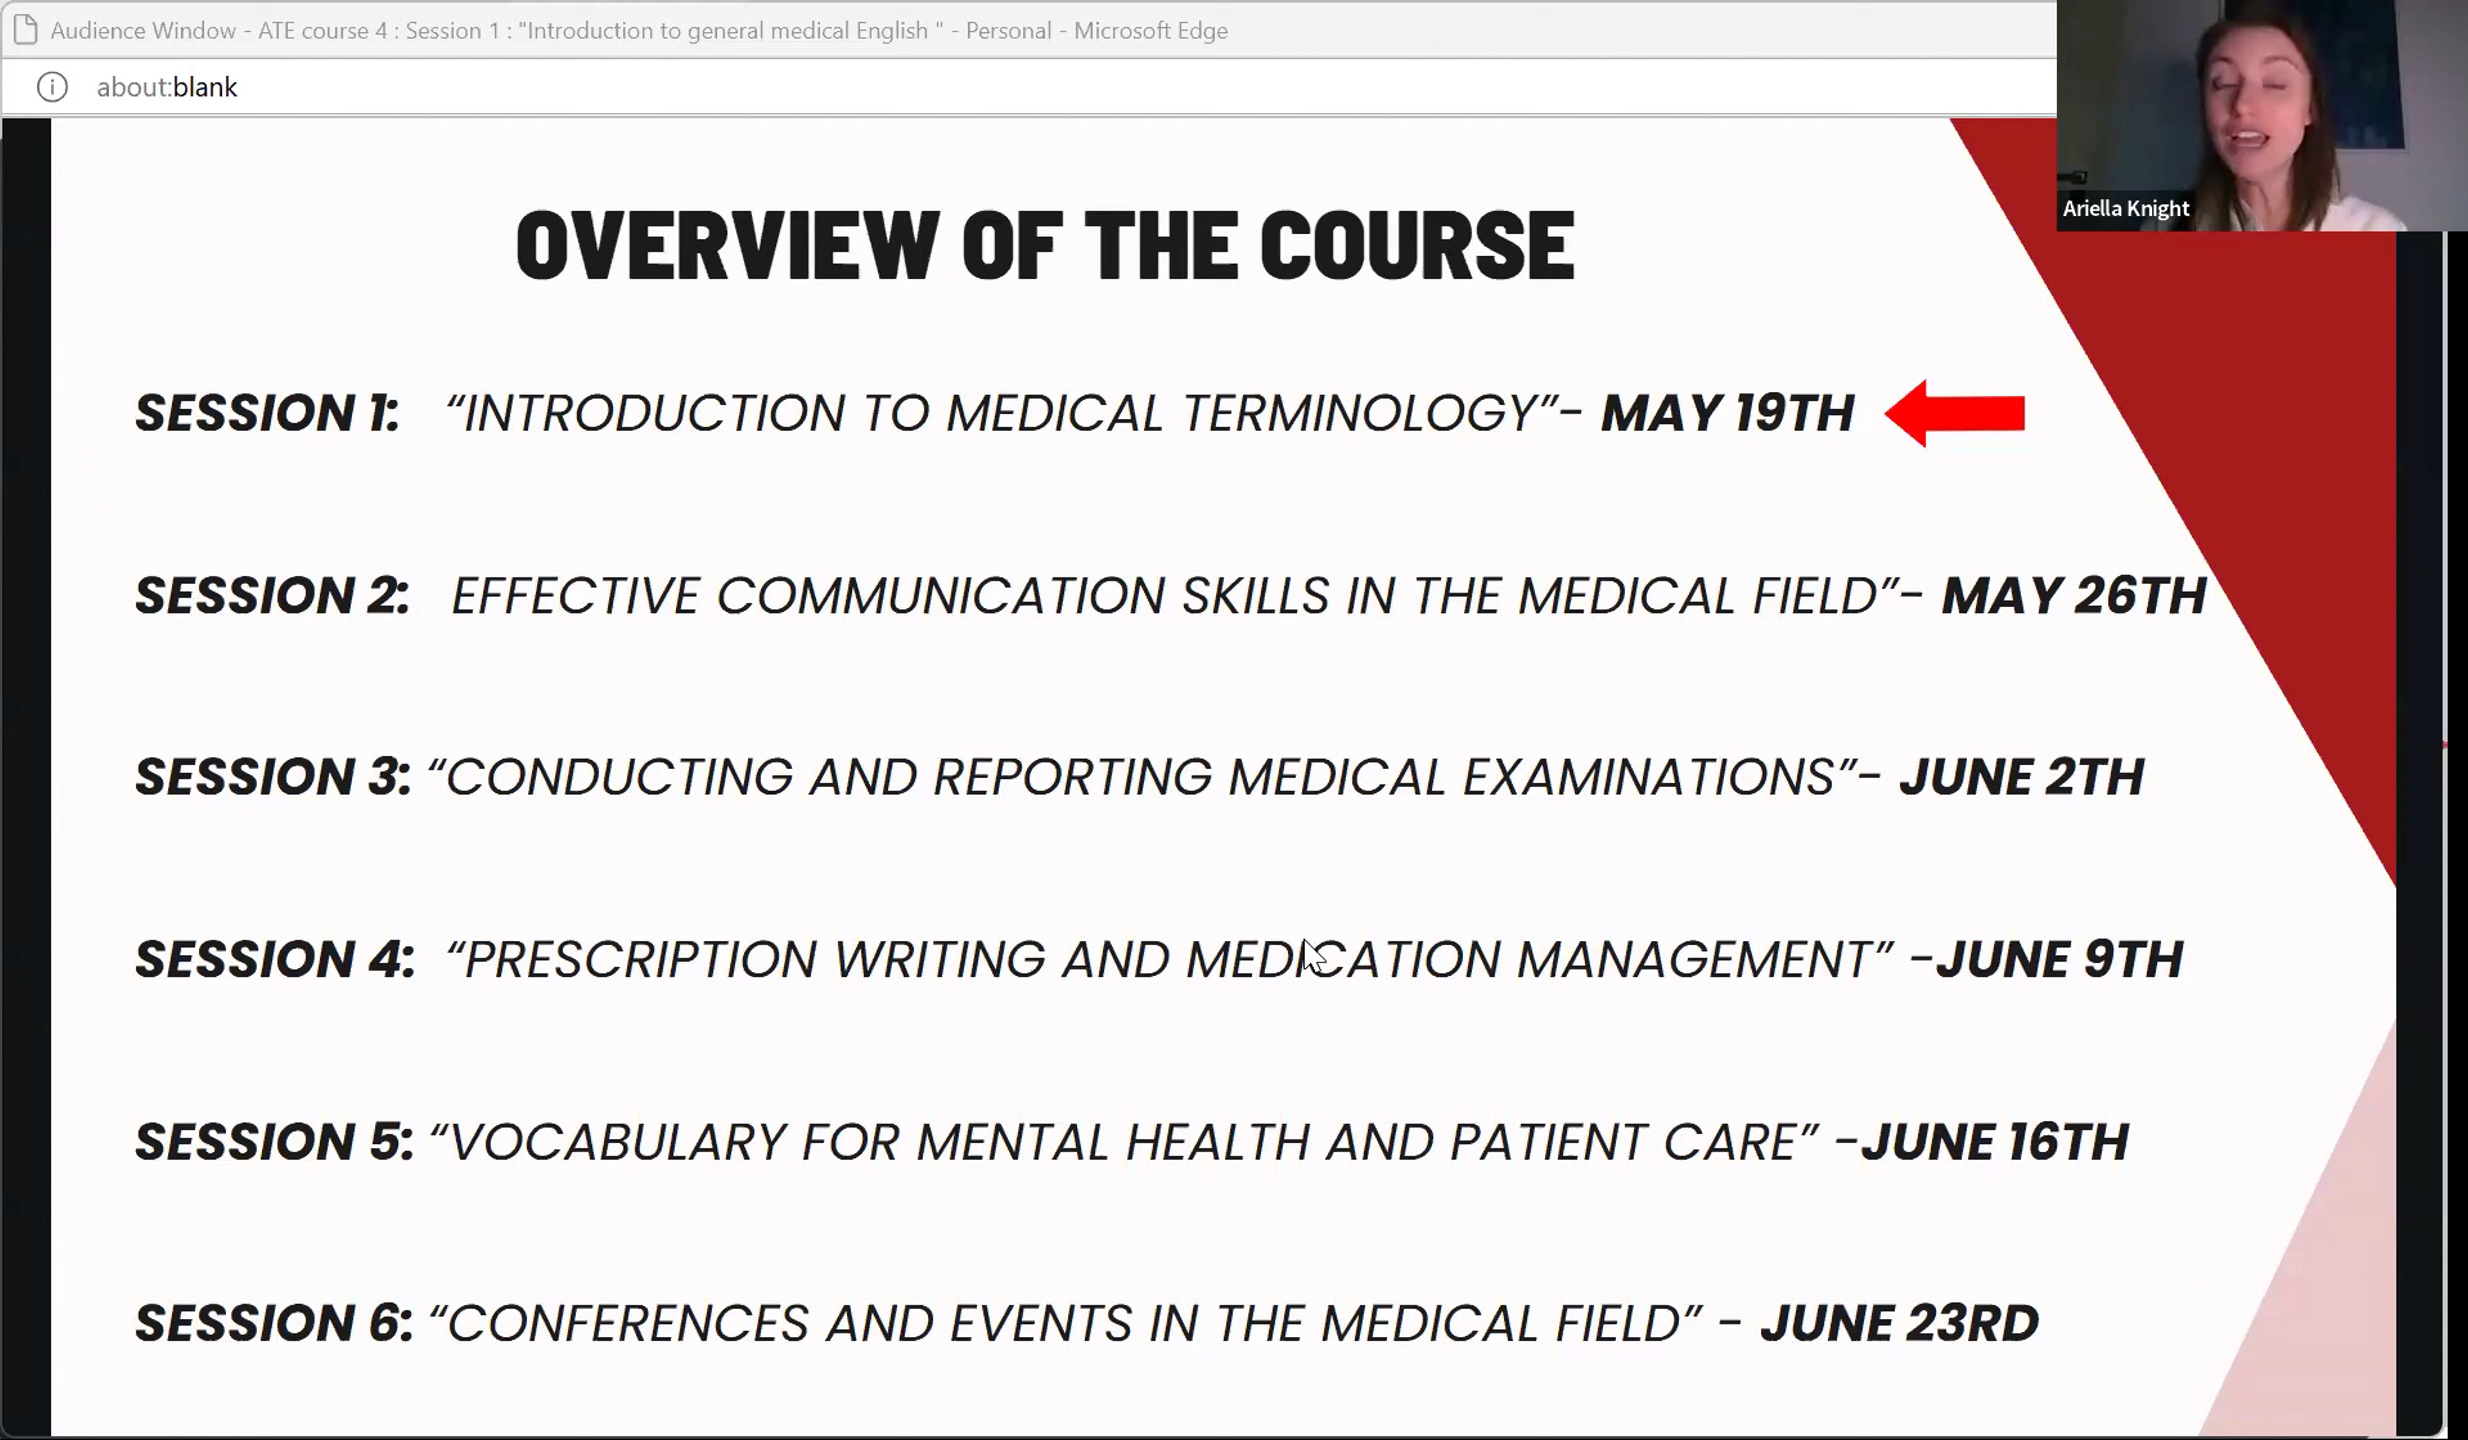 Audience Window - ATE course 4 : Session 1 : "Introduction to general medical English " - Personal - Microsoft Edge
about:blank
Ariella Knight
OVERVIEW OF THE COURSE
SESSION 1: “INTRODUCTION TO MEDICAL TERMINOLOGY”- MAY 19TH
SESSION 2: EFFECTIVE COMMUNICATION SKILLS IN THE MEDICAL FIELD”- MAY 26TH
SESSION 3: “CONDUCTING AND REPORTING MEDICAL EXAMINATIONS”- JUNE 2TH
SESSION 4: “PRESCRIPTION WRITING AND MEDICATION MANAGEMENT” -JUNE 9TH
SESSION 5: “VOCABULARY FOR MENTAL HEALTH AND PATIENT CARE” -JUNE 16TH
SESSION 6: “CONFERENCES AND EVENTS IN THE MEDICAL FIELD” - JUNE 23RD